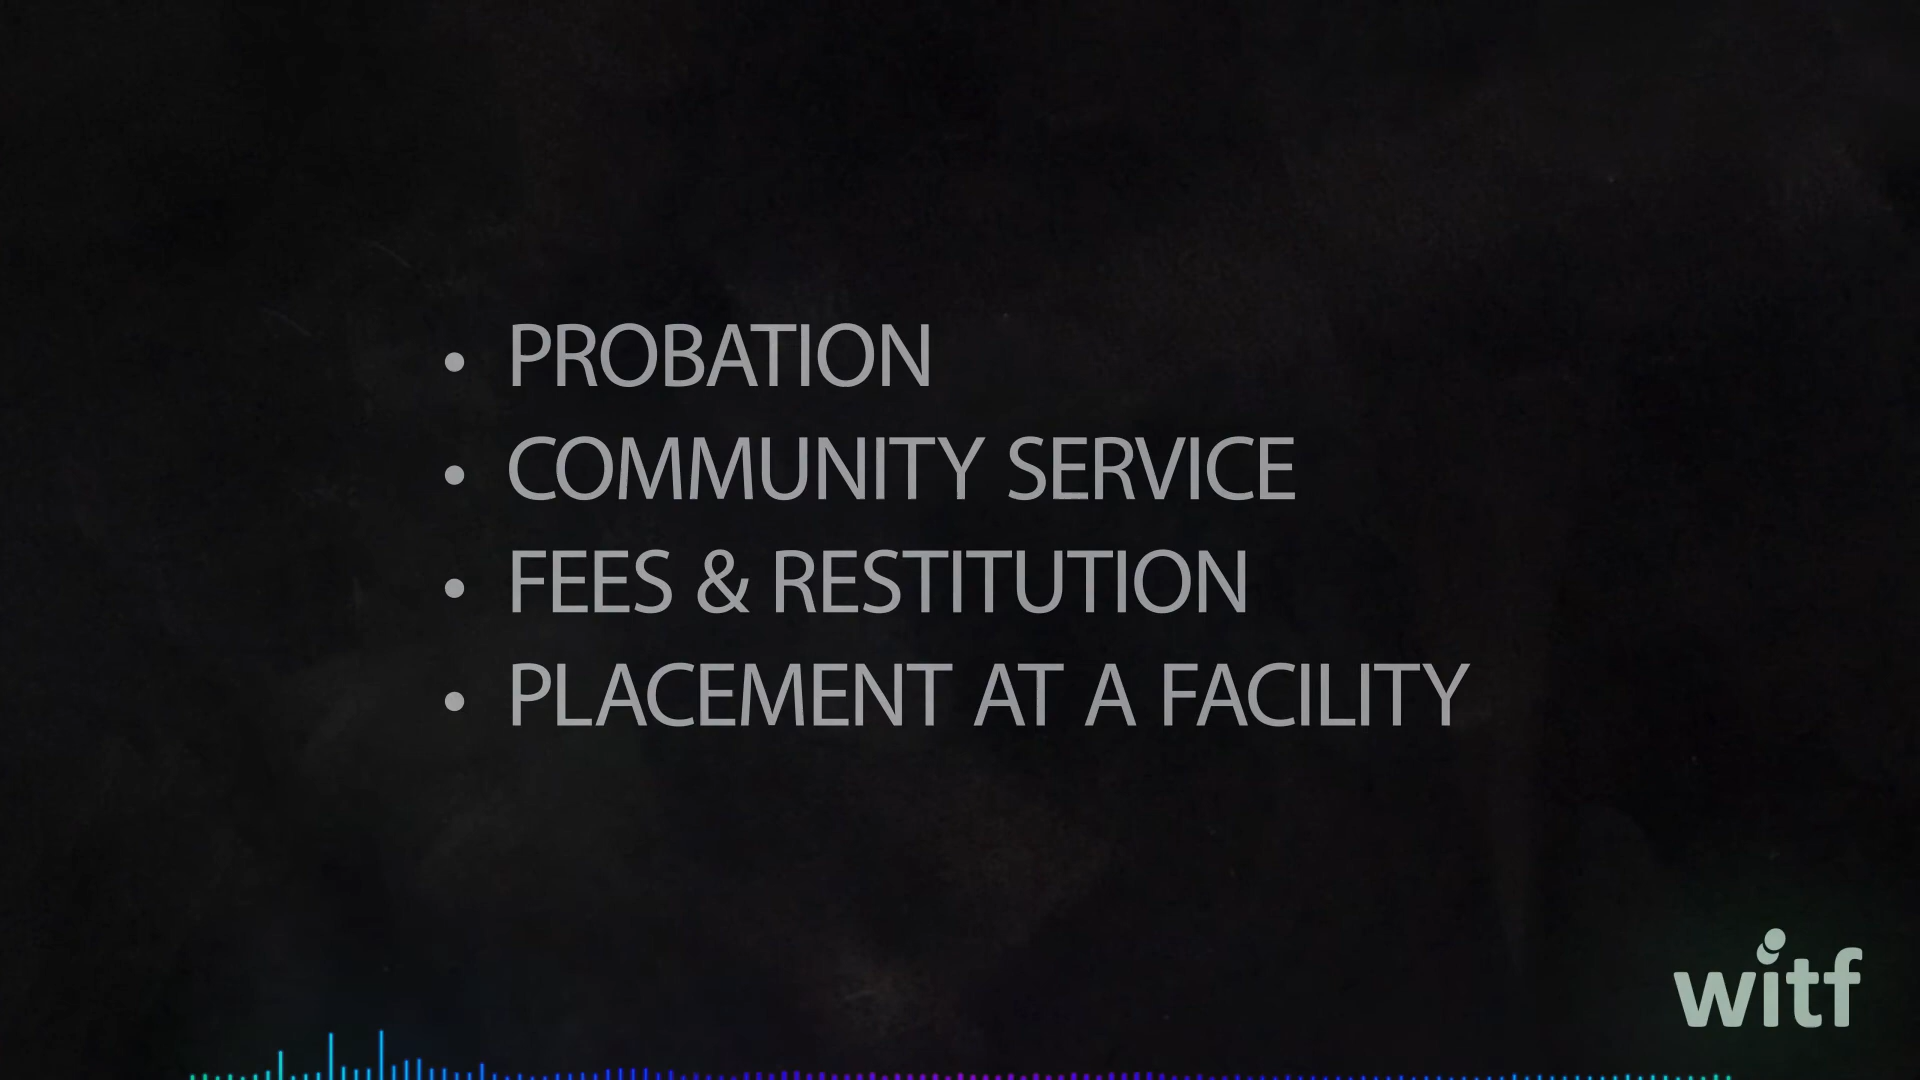 • PROBATION
• COMMUNITY SERVICE
• FEES & RESTITUTION
• PLACEMENT AT A FACILITY
witf